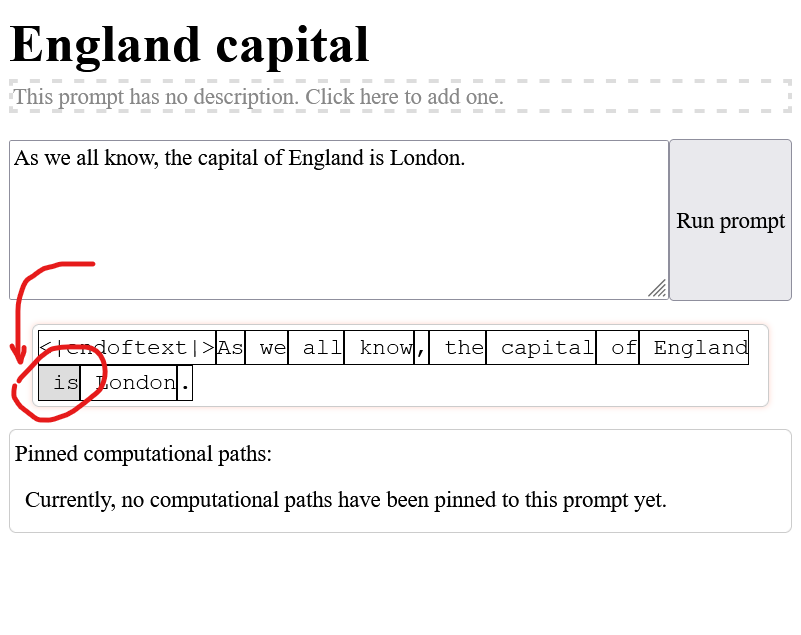 England capital
This prompt has no description. Click here to add one.
As we all know, the capital of England is London.
Run prompt
<|endoftext|>As we all know, the capital of England
is London.
Pinned computational paths:
Currently, no computational paths have been pinned to this prompt yet.